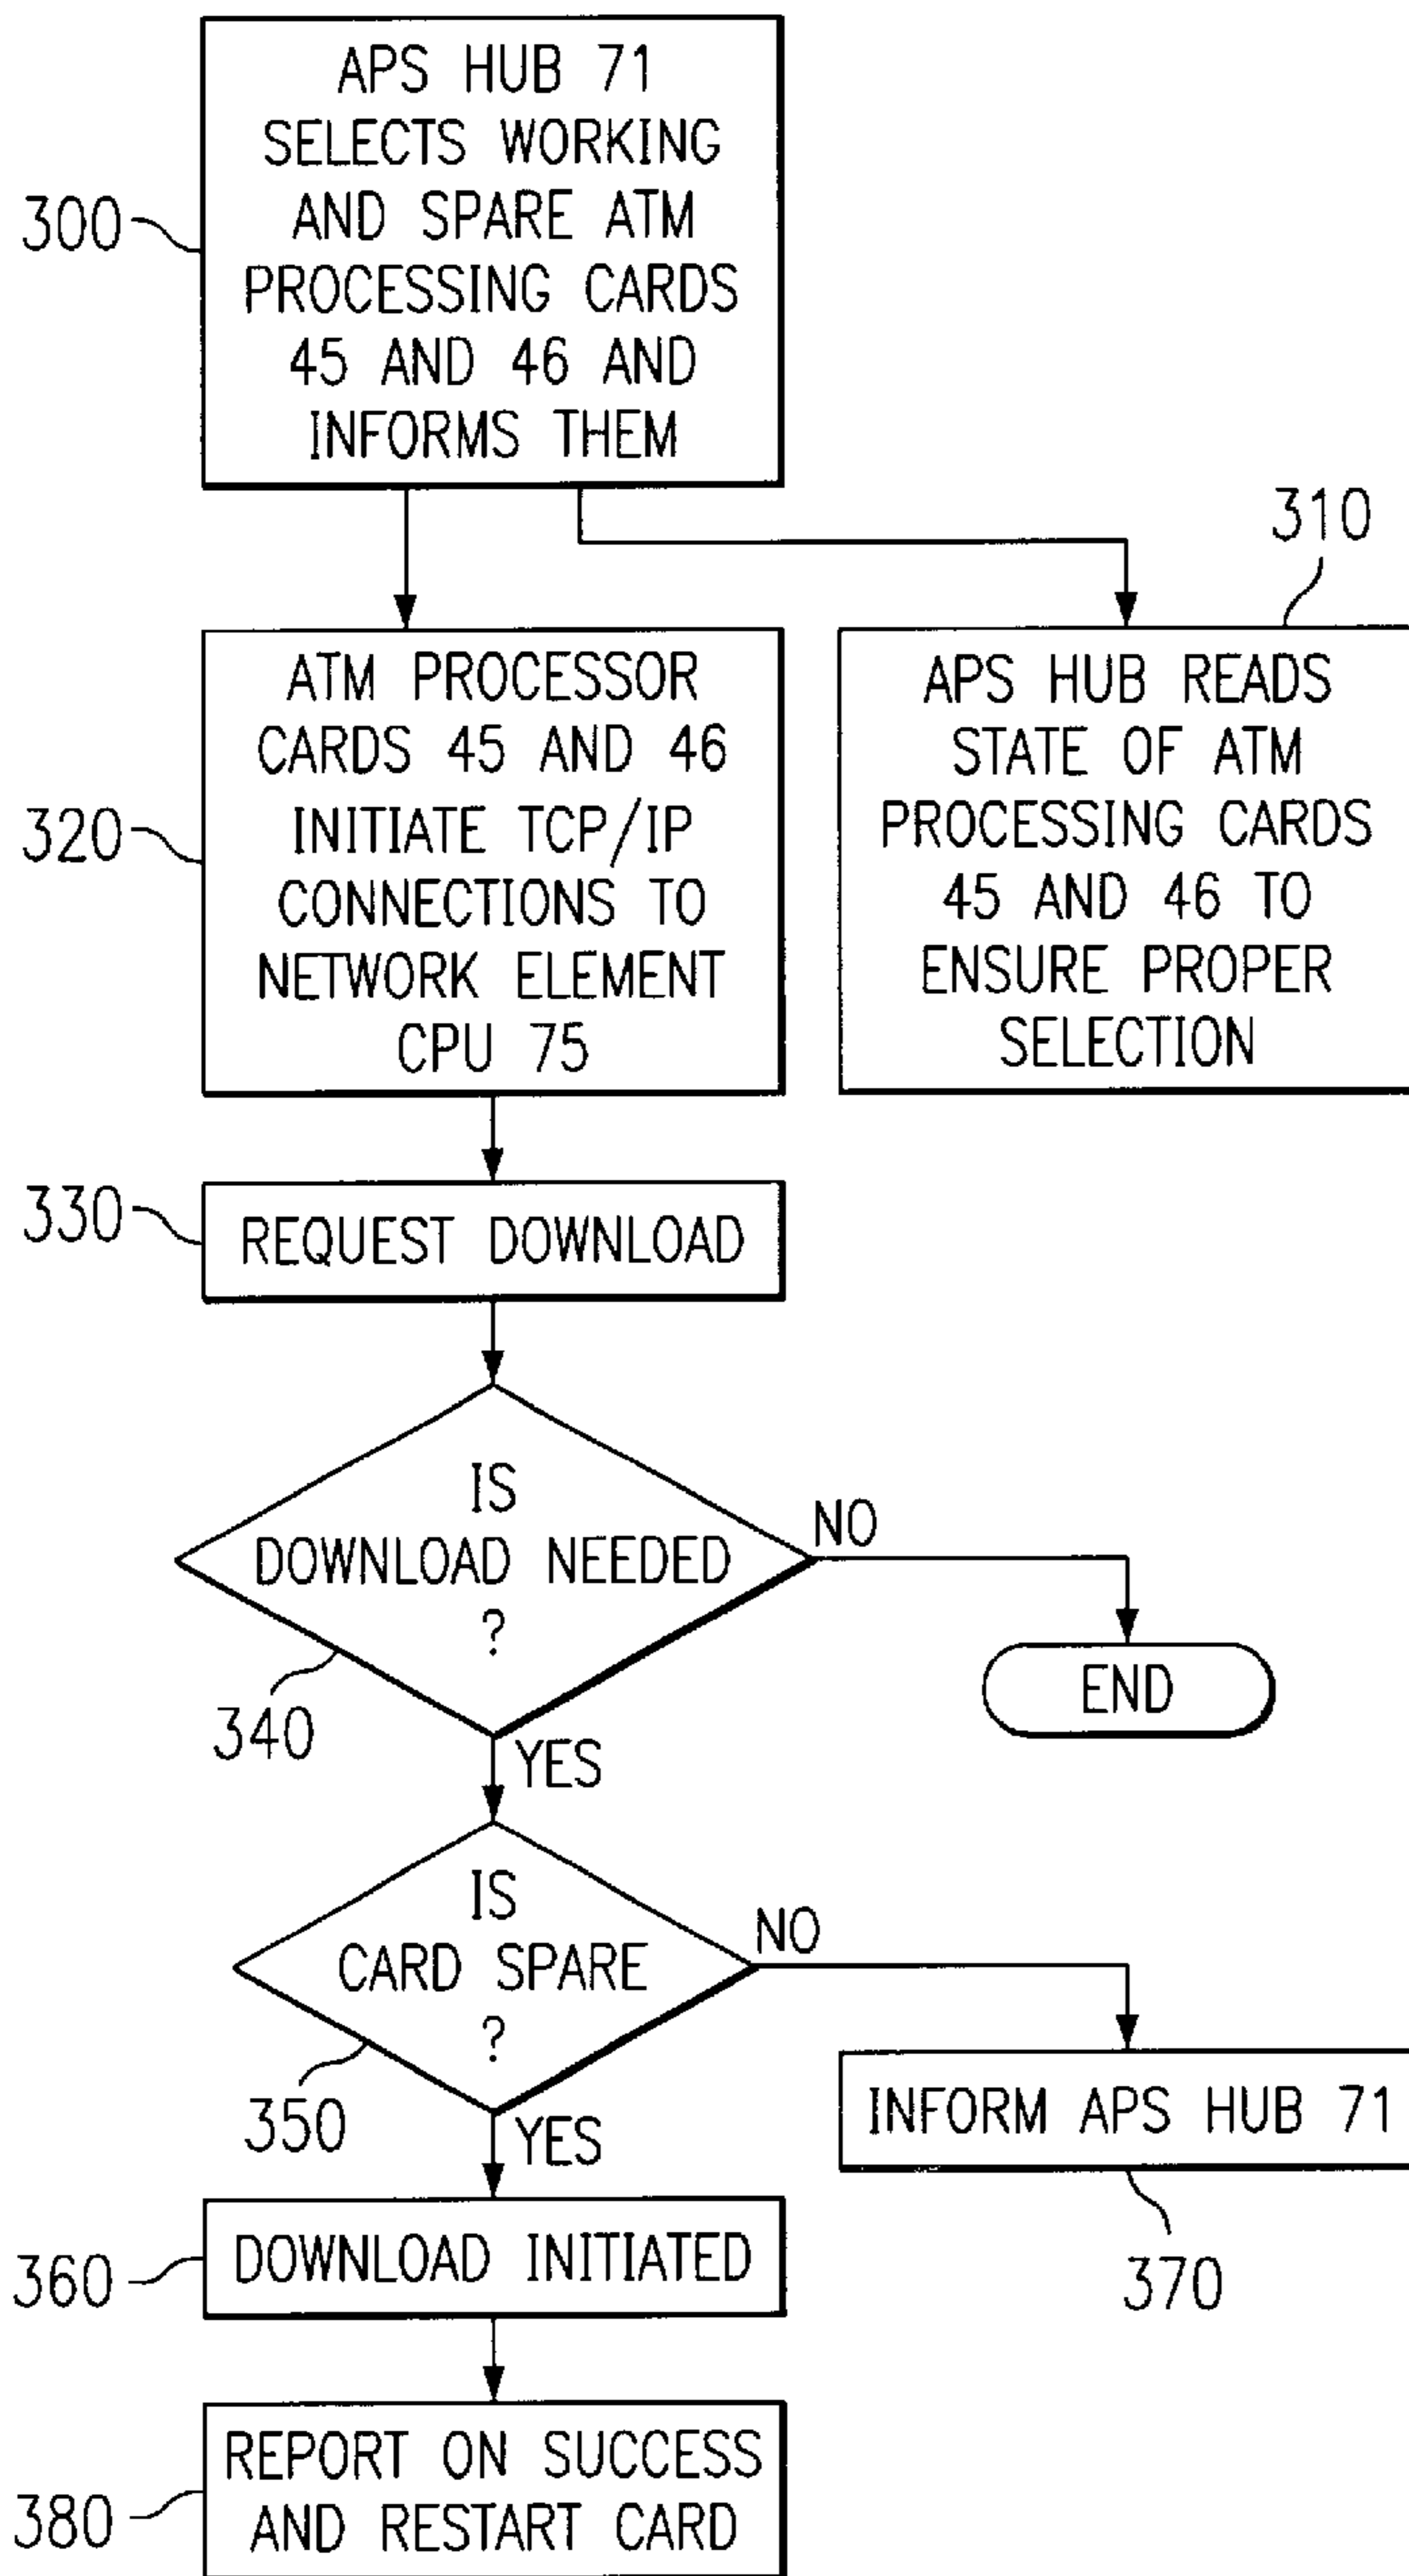 APS HUB 71
SELECTS WORKING
AND SPARE ATM
PROCESSING CARDS
45 AND 46 AND
INFORMS THEM
300
310
ATM PROCESSOR
CARDS 45 AND 46
INITIATE TCP/IP
CONNECTIONS TO
NETWORK ELEMENT
CPU 75
320
APS HUB READS
STATE OF ATM
PROCESSING CARDS
45 AND 46 TO
ENSURE PROPER
SELECTION
330
REQUEST DOWNLOAD
IS
DOWNLOAD NEEDED
?
NO
END
340
YES
IS
CARD SPARE
?
NO
350
YES
INFORM APS HUB 71
370
360
DOWNLOAD INITIATED
REPORT ON SUCCESS
AND RESTART CARD
380